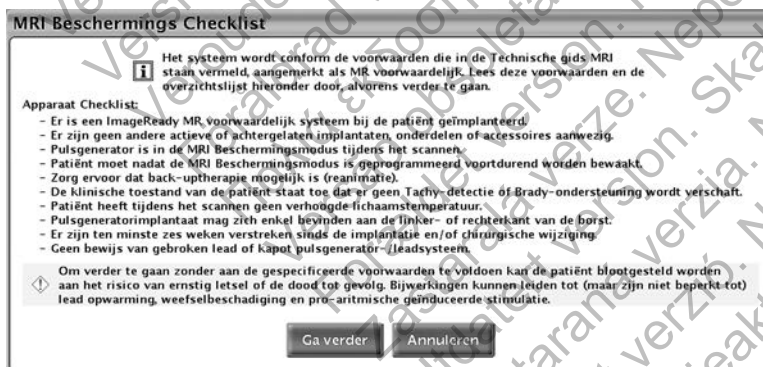 MRI Beschermings Checklist
Het systeem wordt conform de voorwaarden die in de Technische gids MRI
staan vermeld, aangemerkt als MR voorwaardelijk. Lees deze voorwaarden en de
overzichtslijst hieronder door, alvorens verder te gaan.
Apparaat Checklist:
- Er is een ImageReady MR voorwaardelijk systeem bij de patiënt geïmplanteerd.
- Er zijn geen andere actieve of achtergelaten implantaten, onderdelen of accessoires aanwezig.
- Pulsgenerator is in de MRI Beschermingsmodus tijdens het scannen.
- Patiënt moet nadat de MRI Beschermingsmodus is geprogrammeerd voortdurend worden bewaakt.
- Zorg ervoor dat back-uptherapie mogelijk is (reanimatie).
- De klinische toestand van de patiënt staat toe dat er geen Tachy-detectie of Brady-ondersteuning wordt verschaft.
- Patiënt heeft tijdens het scannen geen verhoogde lichaamstemperatuur.
- Pulsgeneratorimplantaat mag zich enkel bevinden aan de linker- of rechterkant van de borst.
- Er zijn ten minste zes weken verstreken sinds de implantatie en/of chirurgische wijziging.
- Geen bewijs van gebroken lead of kapot pulsgenerator-/leadsysteem.
Om verder te gaan zonder aan de gespecificeerde voorwaarden te voldoen kan de patiënt blootgesteld worden
aan het risico van ernstig letsel of de dood tot gevolg. Bijwerkingen kunnen leiden tot (maar zijn niet beperkt tot)
lead opwarming, weefselbeschadiging en pro-aritmische geïnduceerde stimulatie.
Ga verder Annuleren